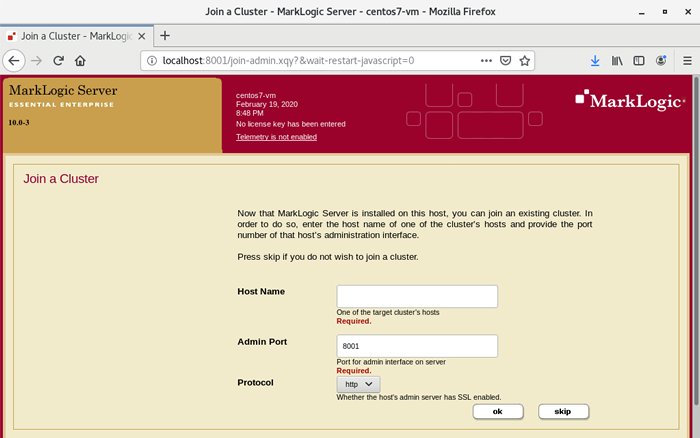 Join a Cluster - MarkLogic Server - centos7-vm - Mozilla Firefox
Join a Cluster - MarkLogic
localhost:8001/join-admin.xqy?&wait-restart-javascript=0
MarkLogic Server
ESSENTIAL ENTERPRISE
10.0-3
centos7-vm
February 19, 2020
8:48 PM
No license key has been entered
Telemetry is not enabled
MarkLogic
Join a Cluster
Now that MarkLogic Server is installed on this host, you can join an existing cluster. In
order to do so, enter the host name of one of the cluster's hosts and provide the port
number of that host's administration interface.
Press skip if you do not wish to join a cluster.
Host Name
One of the target cluster's hosts
Required.
Admin Port
8001
Port for admin interface on server
Required.
Protocol
http
Whether the host's admin server has SSL enabled.
ok
skip